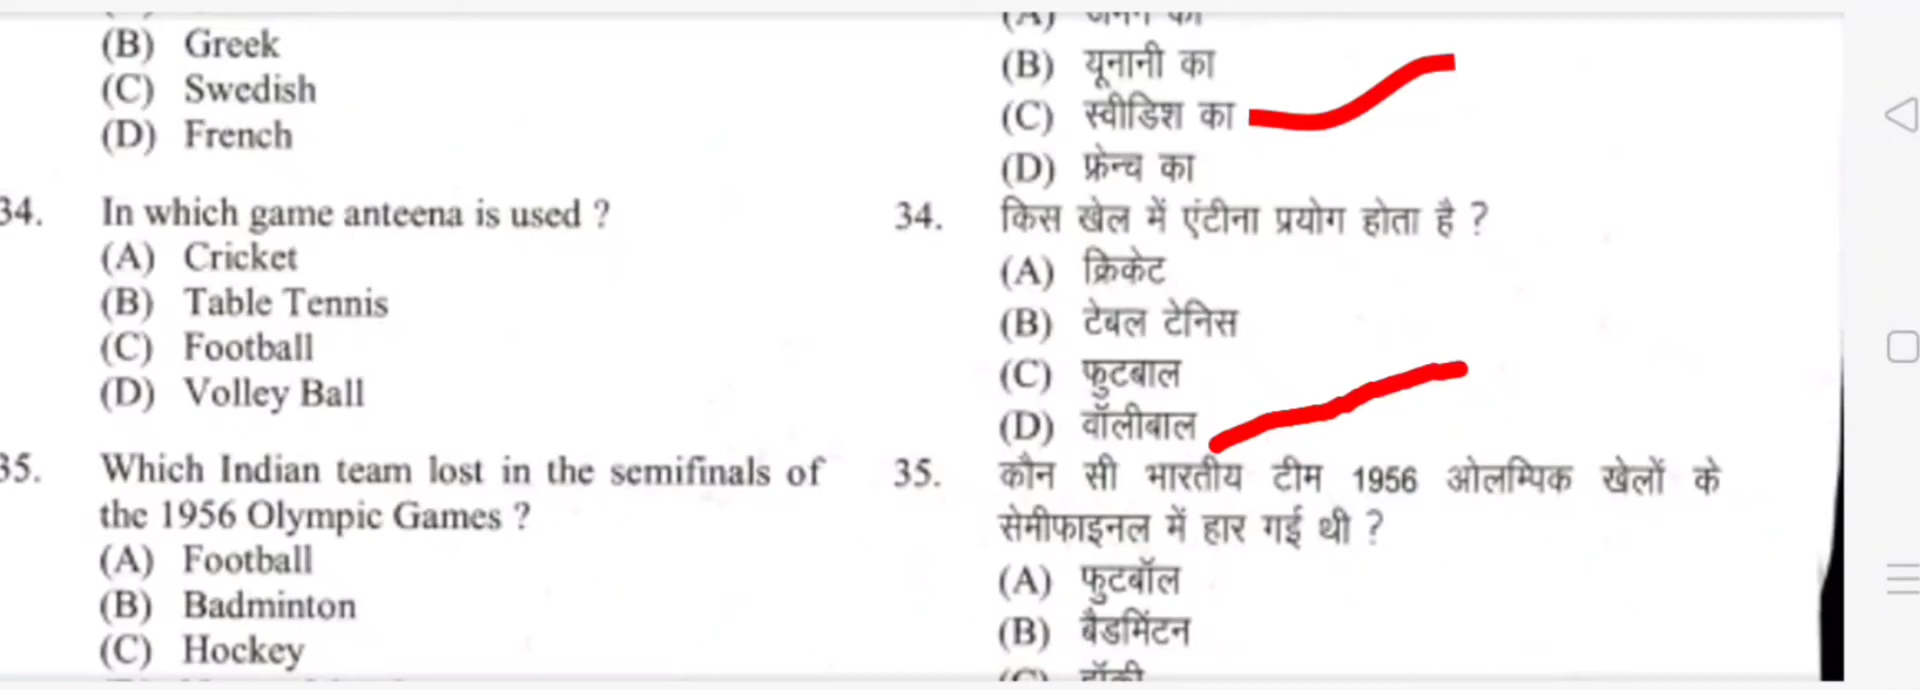 (B) Greek
(C) Swedish
(D) French
34. In which game anteena is used ?
(A) Cricket
(B) Table Tennis
(C) Football
(D) Volley Ball
35. Which Indian team lost in the semifinals of
the 1956 Olympic Games ?
(A) Football
(B) Badminton
(C) Hockey
(B) यूनानी का
(C) स्वीडिश का
(D) फ्रेन्च का
34. किस खेल में एंटीना प्रयोग होता है ?
(A) क्रिकेट
(B) टेबल टेनिस
(C) फुटबाल
(D) वॉलीबाल
35. कौन सी भारतीय टीम 1956 ओलम्पिक खेलों के
सेमीफाइनल में हार गई थी ?
(A) फुटबॉल
(B) बैडमिंटन